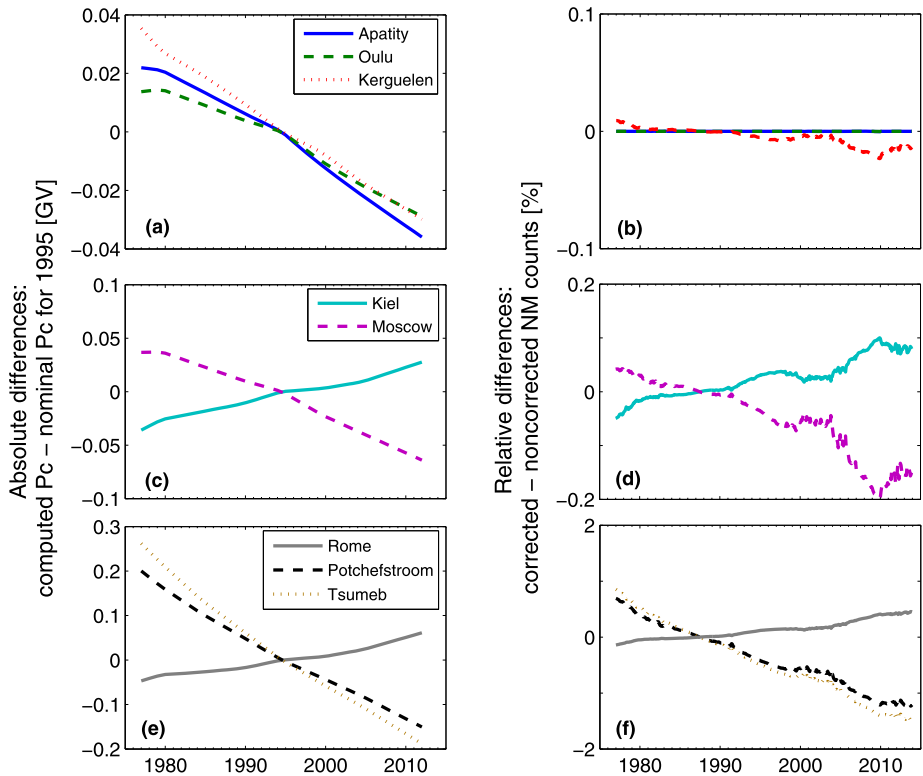 Absolute differences:
computed Pc − nominal Pc for 1995 [GV]
0.04
0.02
0
−0.02
−0.04
Apatity
Oulu
Kerguelen
(a)
0.1
0
−0.1
(b)
Relative differences:
corrected − noncorrected NM counts [%]
0.1
0.05
0
−0.05
−0.1
Kiel
Moscow
(c)
0.2
0
−0.2
(d)
0.3
0.2
0.1
0
−0.1
−0.2
Rome
Potchefstroom
Tsumeb
(e)
1980 1990 2000 2010
2
1
0
−1
−2
(f)
1980 1990 2000 2010